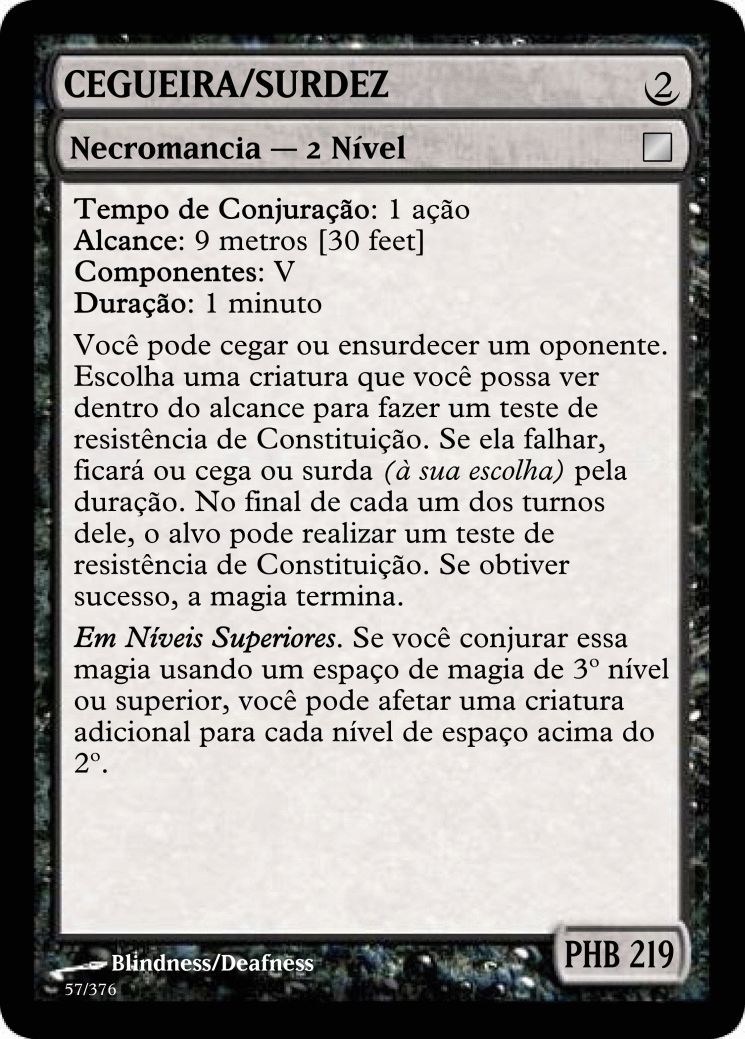 CEGUEIRA/SURDEZ 2
Necromancia — 2 Nível
Tempo de Conjuração: 1 ação
Alcance: 9 metros [30 feet]
Componentes: V
Duração: 1 minuto
Você pode cegar ou ensurdecer um oponente.
Escolha uma criatura que você possa ver
dentro do alcance para fazer um teste de
resistência de Constituição. Se ela falhar,
ficará ou cega ou surda (à sua escolha) pela
duração. No final de cada um dos turnos
dele, o alvo pode realizar um teste de
resistência de Constituição. Se obtiver
sucesso, a magia termina.
Em Níveis Superiores. Se você conjurar essa
magia usando um espaço de magia de 3º nível
ou superior, você pode afetar uma criatura
adicional para cada nível de espaço acima do
2º.
PHB 219
Blindness/Deafness
57/376